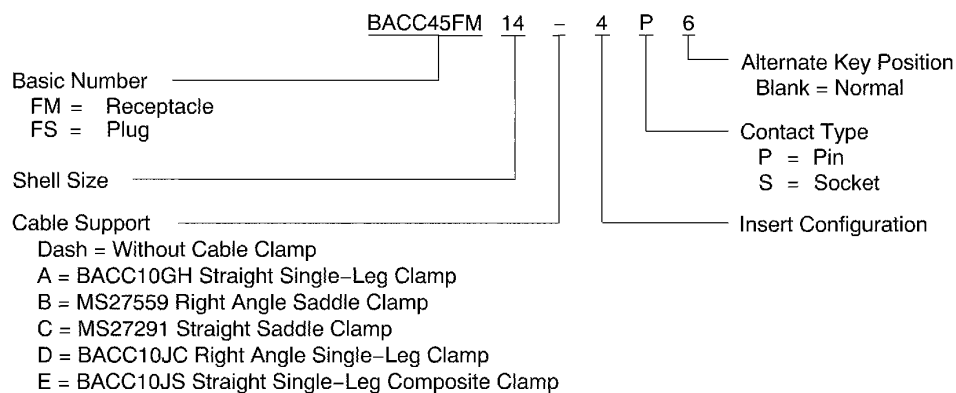 BACC45FM 14 – 4 P 6
Basic Number
FM = Receptacle
FS = Plug
Shell Size
Cable Support
Dash = Without Cable Clamp
A = BACC10GH Straight Single–Leg Clamp
B = MS27559 Right Angle Saddle Clamp
C = MS27291 Straight Saddle Clamp
D = BACC10JC Right Angle Single–Leg Clamp
E = BACC10JS Straight Single–Leg Composite Clamp
Alternate Key Position
Blank = Normal
Contact Type
P = Pin
S = Socket
Insert Configuration